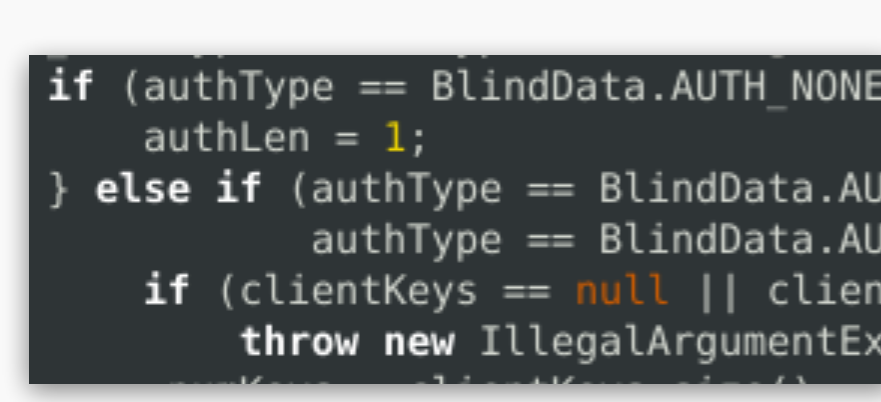 if (authType == BlindData.AUTH_NONE
authLen = 1;
} else if (authType == BlindData.AU
authType == BlindData.AU
if (clientKeys == null || clien
throw new IllegalArgumentEx